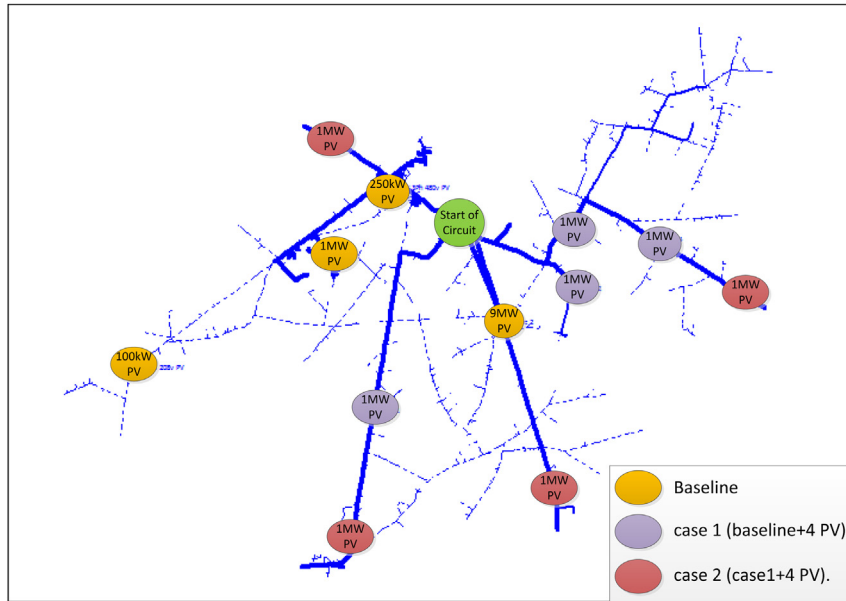 1MW
PV
250kW
PV
Start of
Circuit
1MW
PV
1MW
PV
1MW
PV
1MW
PV
1MW
PV
9MW
PV
100kW
PV
208v PV
1MW
PV
1MW
PV
1MW
PV
Baseline
case 1 (baseline+4 PV)
case 2 (case1+4 PV).